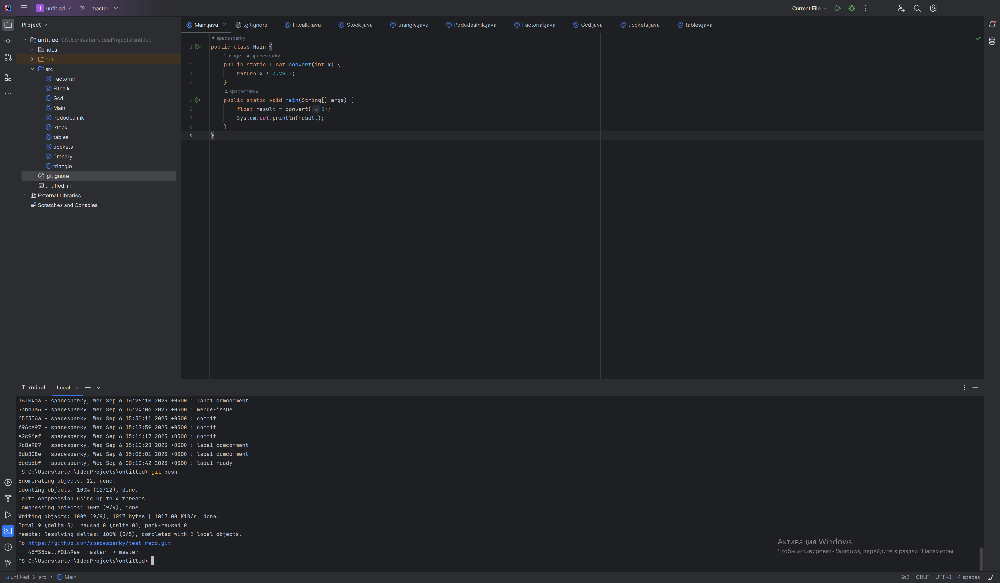 U untitled master Current File
Project
Main.java .gitignore Fitcalk.java Stock.java triangle.java Pododealnik.java Factorial.java Gcd.java ticckets.java tables.java
untitled C:\Users\artem\IdeaProjects\untitled
.idea
out
src
Factorial
Fitcalk
Gcd
Main
Pododealnik
Stock
tables
ticckets
Trenary
triangle
.gitignore
untitled.iml
External Libraries
Scratches and Consoles
spacesparky
1 public class Main {
1 usage spacesparky
2 public static float convert(int x) {
3 return x * 3.785f;
4 }
spacesparky
5 public static void main(String[] args) {
6 float result = convert( x: 5);
7 System.out.println(result);
8 }
9 }
Terminal Local
16f04a3 - spacesparky, Wed Sep 6 16:26:10 2023 +0300 : laba1 comcomment
73bb1a6 - spacesparky, Wed Sep 6 16:24:06 2023 +0300 : merge-issue
45f356a - spacesparky, Wed Sep 6 15:30:11 2023 +0300 : commit
f96ce97 - spacesparky, Wed Sep 6 15:17:59 2023 +0300 : commit
e2c96ef - spacesparky, Wed Sep 6 15:16:17 2023 +0300 : commit
7c8a987 - spacesparky, Wed Sep 6 15:10:28 2023 +0300 : laba1 comcomment
3db808e - spacesparky, Wed Sep 6 15:03:01 2023 +0300 : laba1 comcomment
6eeb6bf - spacesparky, Wed Sep 6 00:10:42 2023 +0300 : laba1 ready
PS C:\Users\artem\IdeaProjects\untitled> git push
Enumerating objects: 12, done.
Counting objects: 100% (12/12), done.
Delta compression using up to 4 threads
Compressing objects: 100% (9/9), done.
Writing objects: 100% (9/9), 1017 bytes | 1017.00 KiB/s, done.
Total 9 (delta 5), reused 0 (delta 0), pack-reused 0
remote: Resolving deltas: 100% (5/5), completed with 2 local objects.
To https://github.com/spacesparky/test_repo.git
45f356a..f0149ee master -> master
PS C:\Users\artem\IdeaProjects\untitled>
Активация Windows
Чтобы активировать Windows, перейдите в раздел "Параметры".
untitled > src > Main 9:2 CRLF UTF-8 4 spaces